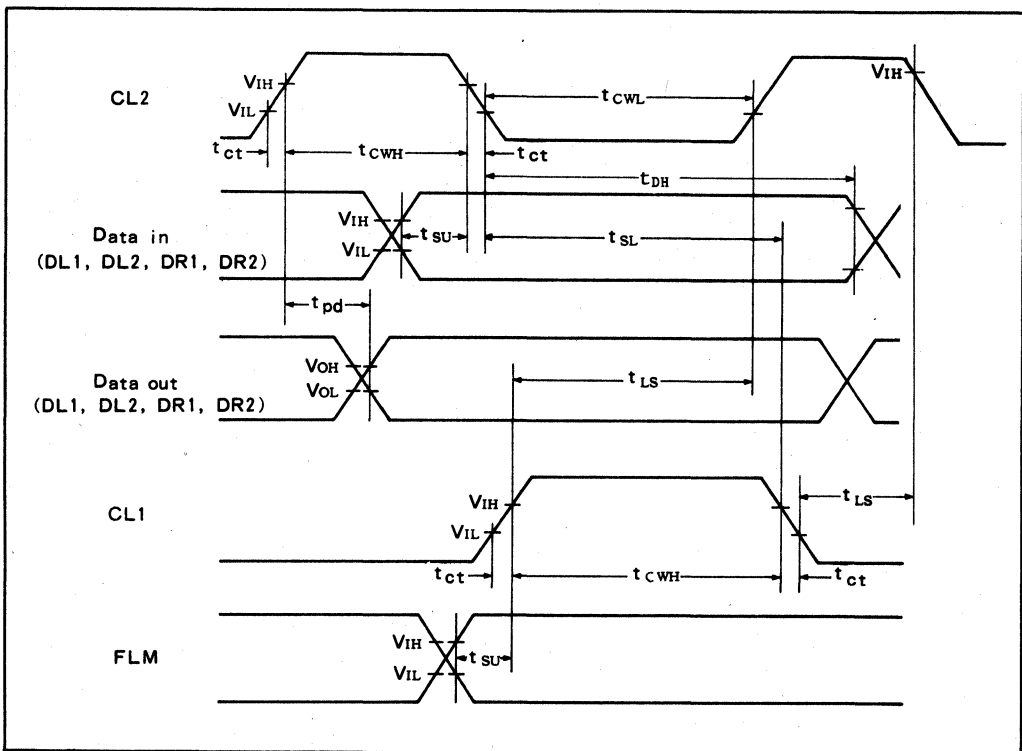 CL2
VIH
VIL
VIH
tCWL
tct
tCWH
tct
tDH
Data in
(DL1, DL2, DR1, DR2)
VIH
VIL
tSU
tSL
tpd
Data out
(DL1, DL2, DR1, DR2)
VOH
VOL
tLS
CL1
VIH
VIL
tLS
tct
tCWH
tct
FLM
VIH
VIL
tSU